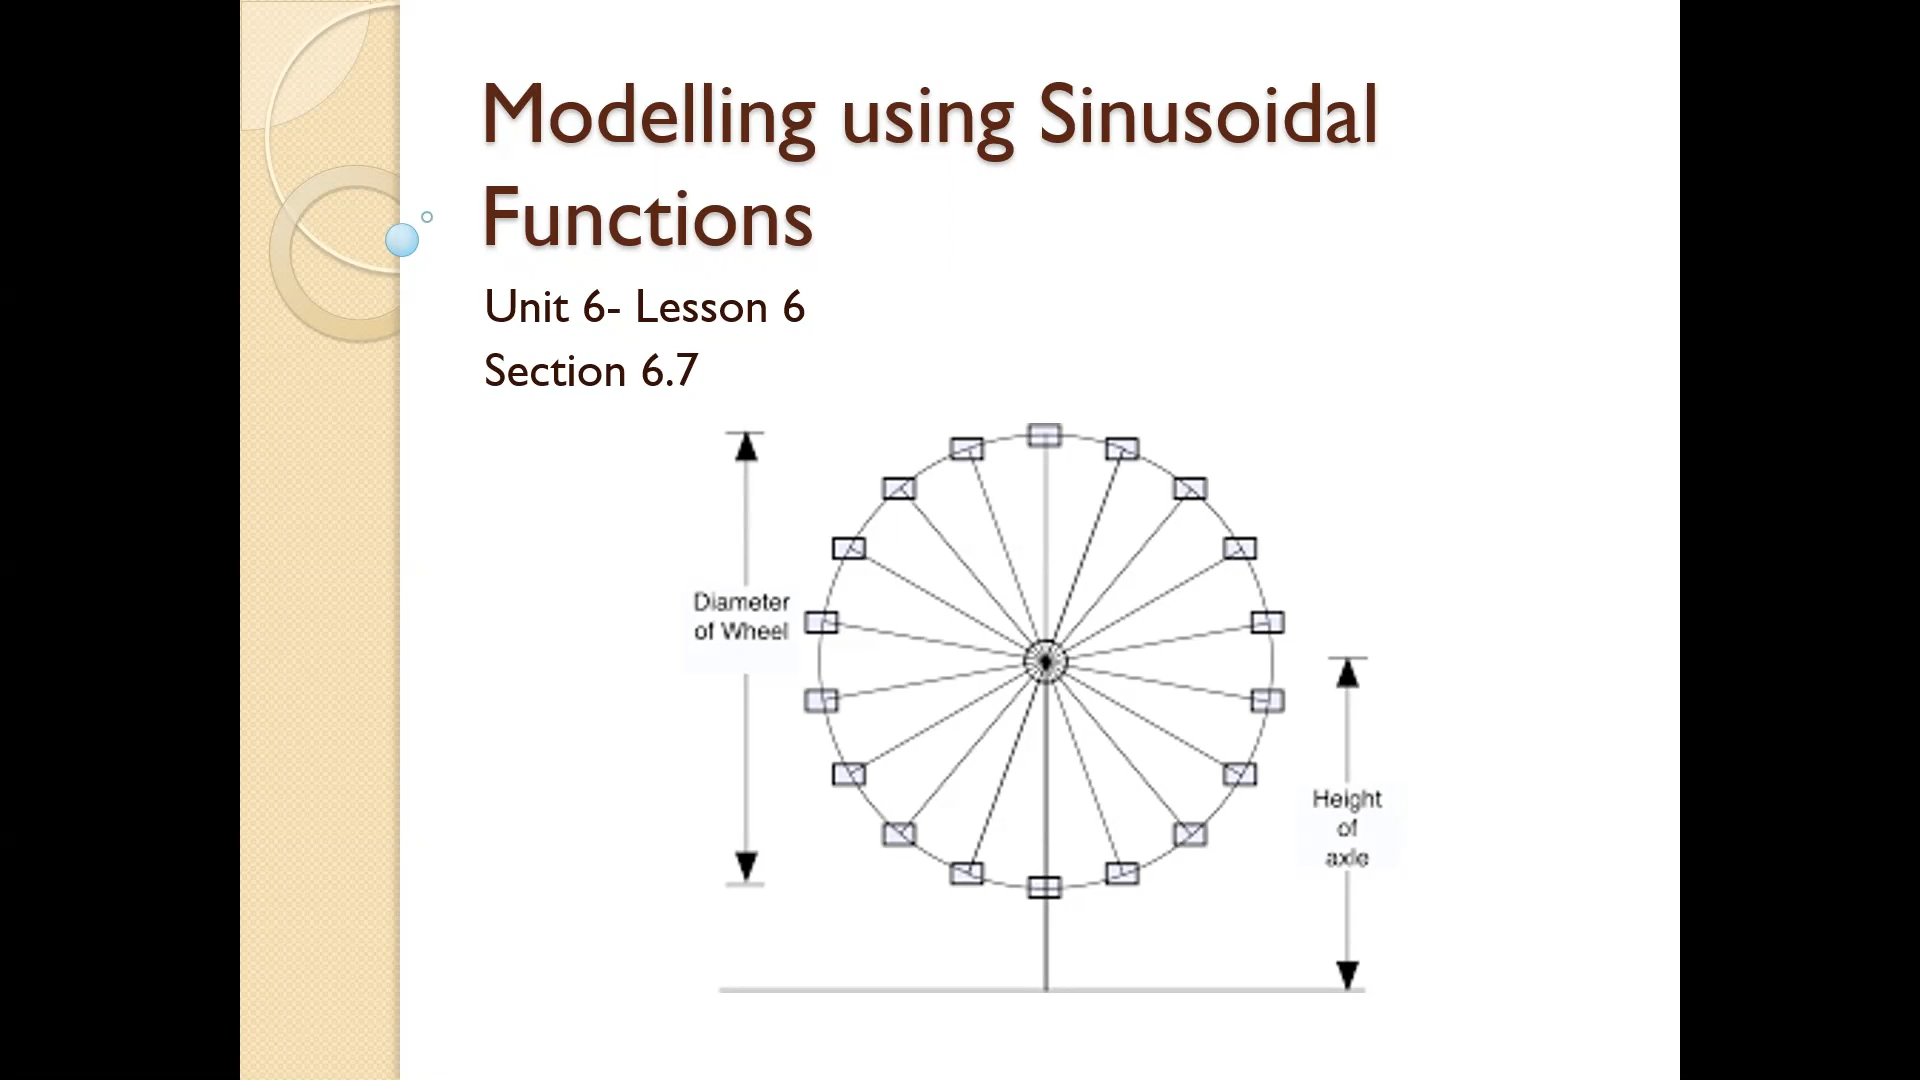 Modelling using Sinusoidal
Functions
Unit 6- Lesson 6
Section 6.7
Diameter
of Wheel
Height
of
axle